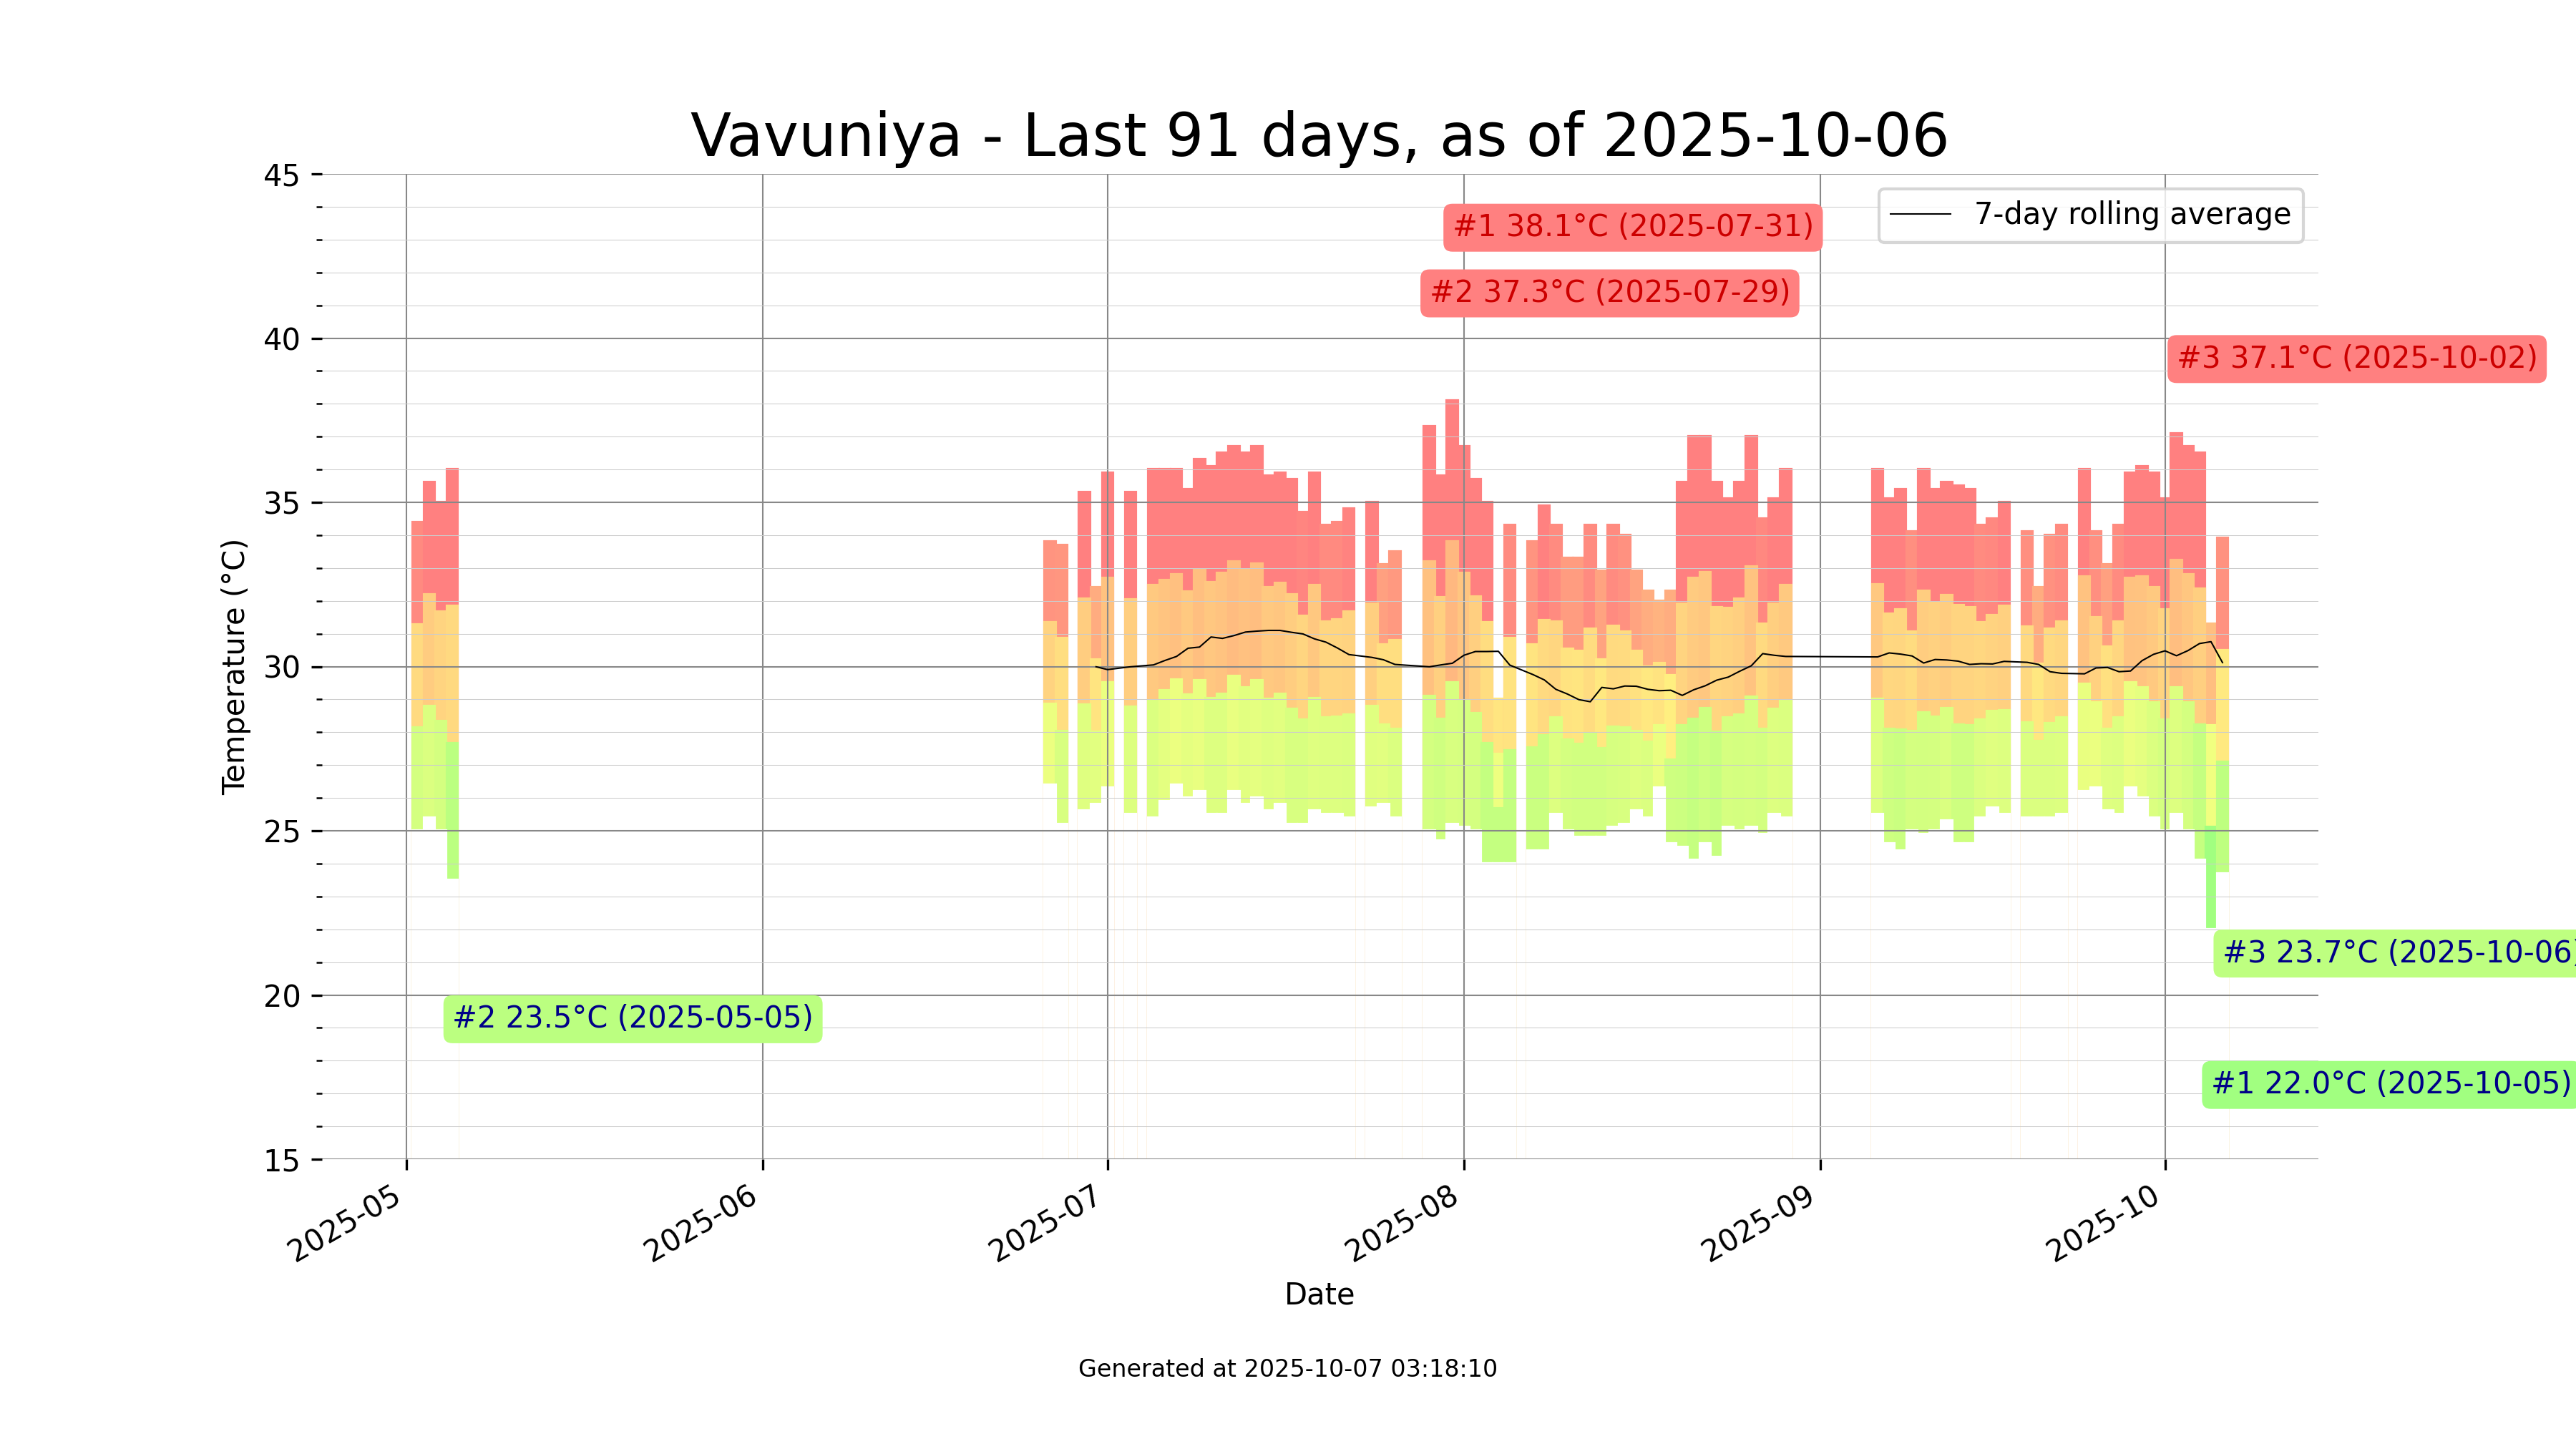 Vavuniya - Last 91 days, as of 2025-10-06
45
40
35
30
25
20
15
Temperature (°C)
7-day rolling average
#1 38.1°C (2025-07-31)
#2 37.3°C (2025-07-29)
#3 37.1°C (2025-10-02)
#3 23.7°C (2025-10-06)
#2 23.5°C (2025-05-05)
#1 22.0°C (2025-10-05)
2025-05
2025-06
2025-07
2025-08
2025-09
2025-10
Date
Generated at 2025-10-07 03:18:10